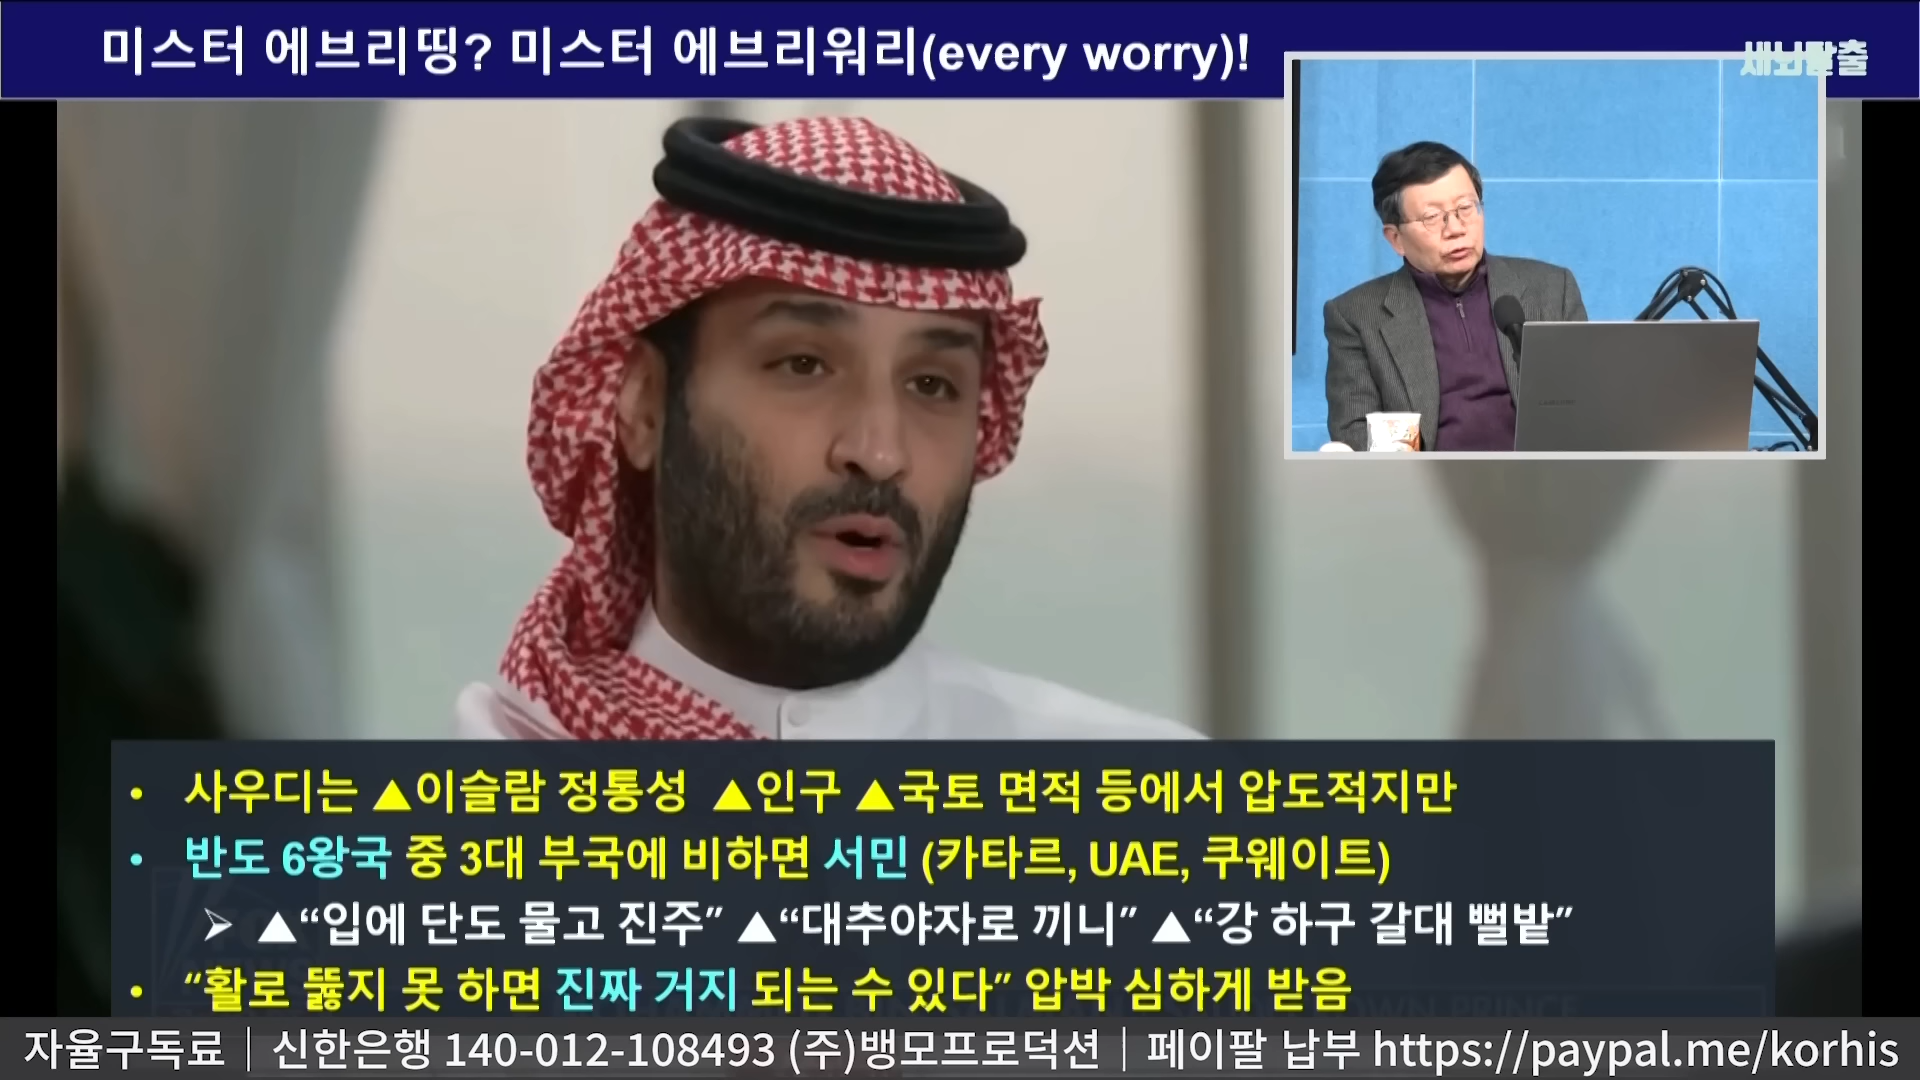 미스터 에브리띵? 미스터 에브리워리(every worry)!
세뇌탈출
• 사우디는 ▲이슬람 정통성 ▲인구 ▲국토 면적 등에서 압도적지만
• 반도 6왕국 중 3대 부국에 비하면 서민 (카타르, UAE, 쿠웨이트)
➢ ▲“입에 단도 물고 진주” ▲“대추야자로 끼니” ▲“강 하구 갈대 뻘밭”
• “활로 뚫지 못 하면 진짜 거지 되는 수 있다” 압박 심하게 받음
자율구독료｜신한은행 140-012-108493 (주)뱅모프로덕션｜페이팔 납부 https://paypal.me/korhis